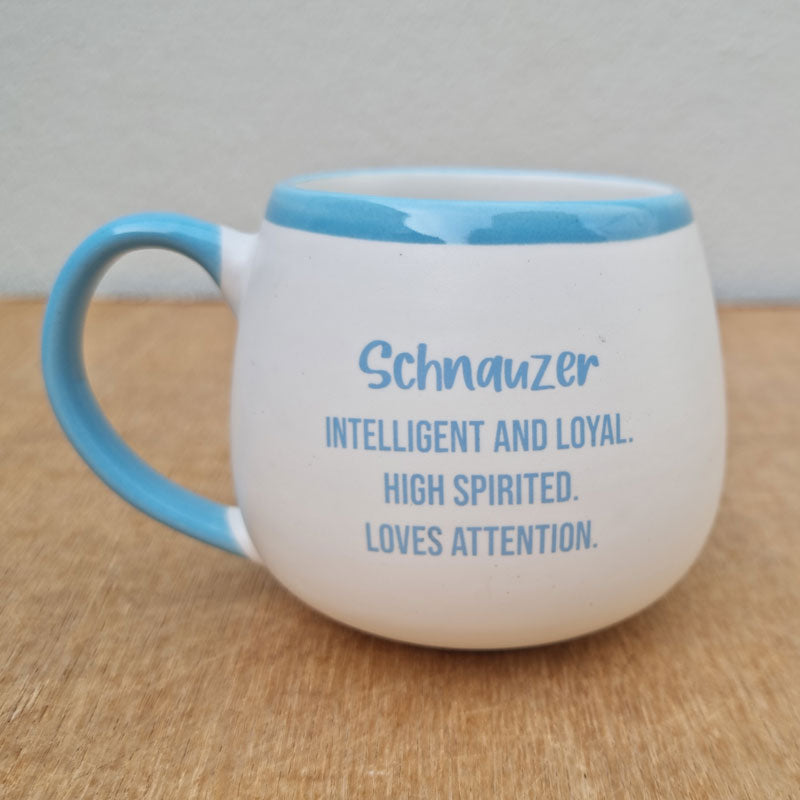 Schnauzer
INTELLIGENT AND LOYAL.
HIGH SPIRITED.
LOVES ATTENTION.